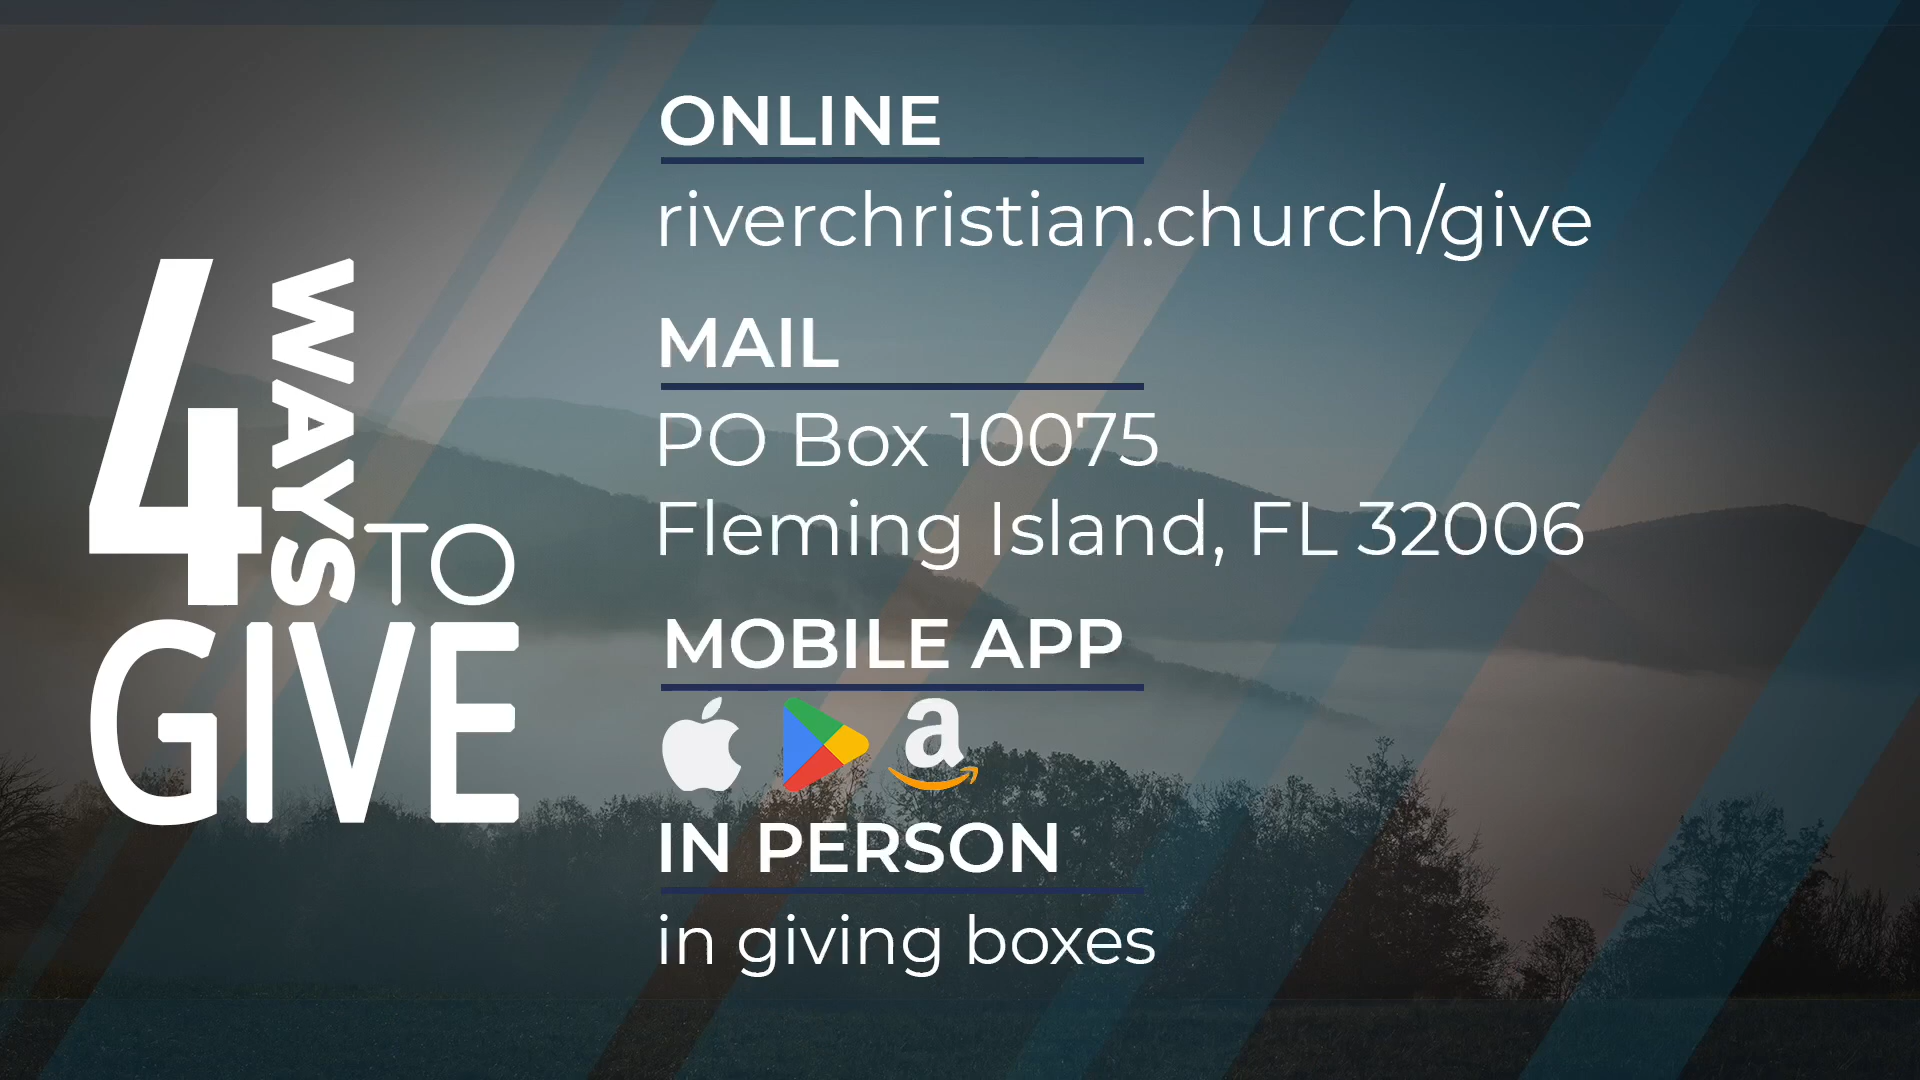 4 WAYS TO
GIVE
ONLINE
riverchristian.church/give
MAIL
PO Box 10075
Fleming Island, FL 32006
MOBILE APP
a
IN PERSON
in giving boxes